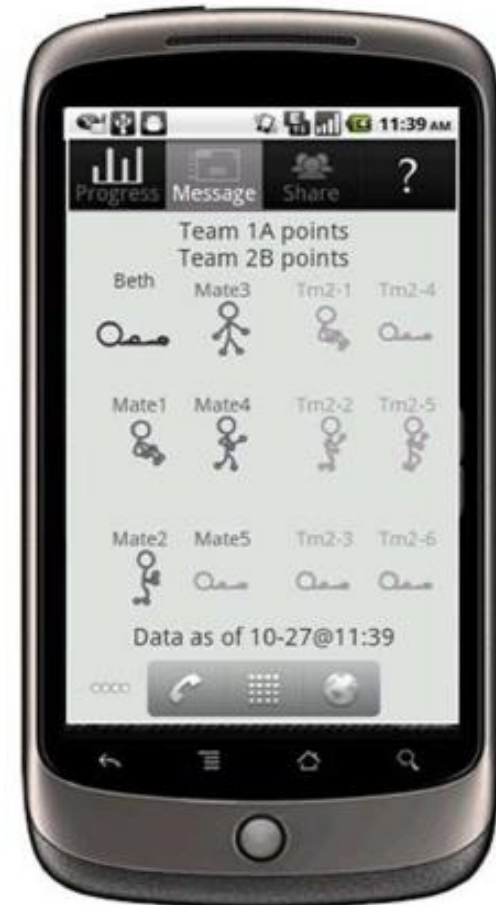 11:39 AM
Progress Message Share ?
Team 1A points
Team 2B points
Beth Mate3 Tm2-1 Tm2-4
Mate1 Mate4 Tm2-2 Tm2-5
Mate2 Mate5 Tm2-3 Tm2-6
Data as of 10-27@11:39